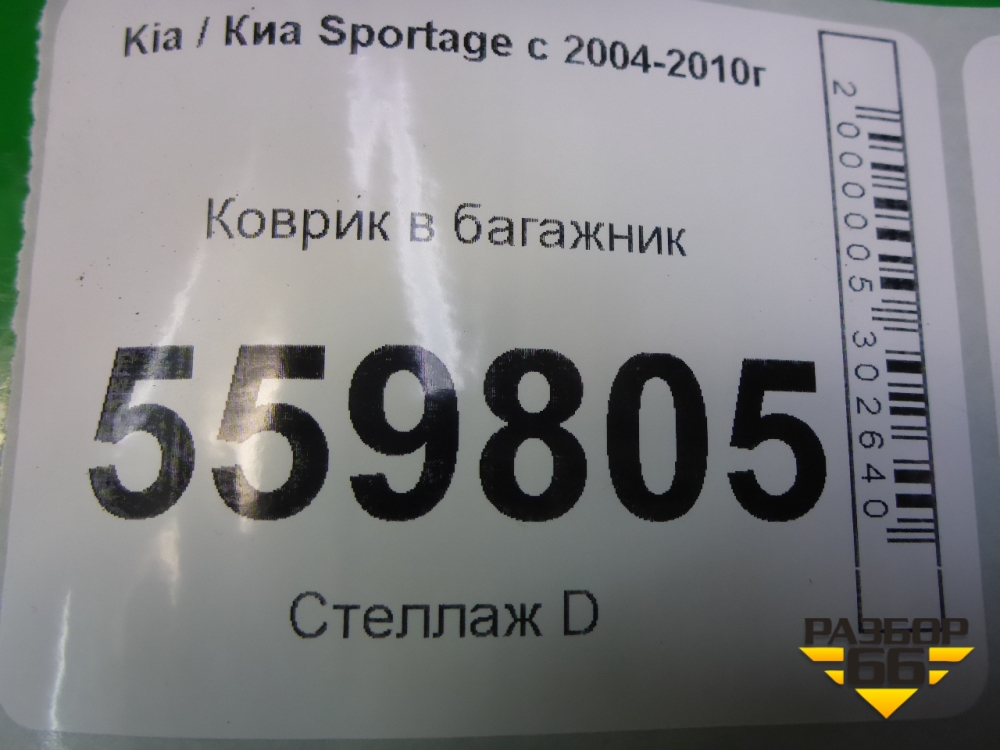 Kia / Киа Sportage с 2004-2010г
Коврик в багажник
559805
Стеллаж D
2000005302640
РАЗБОР
66